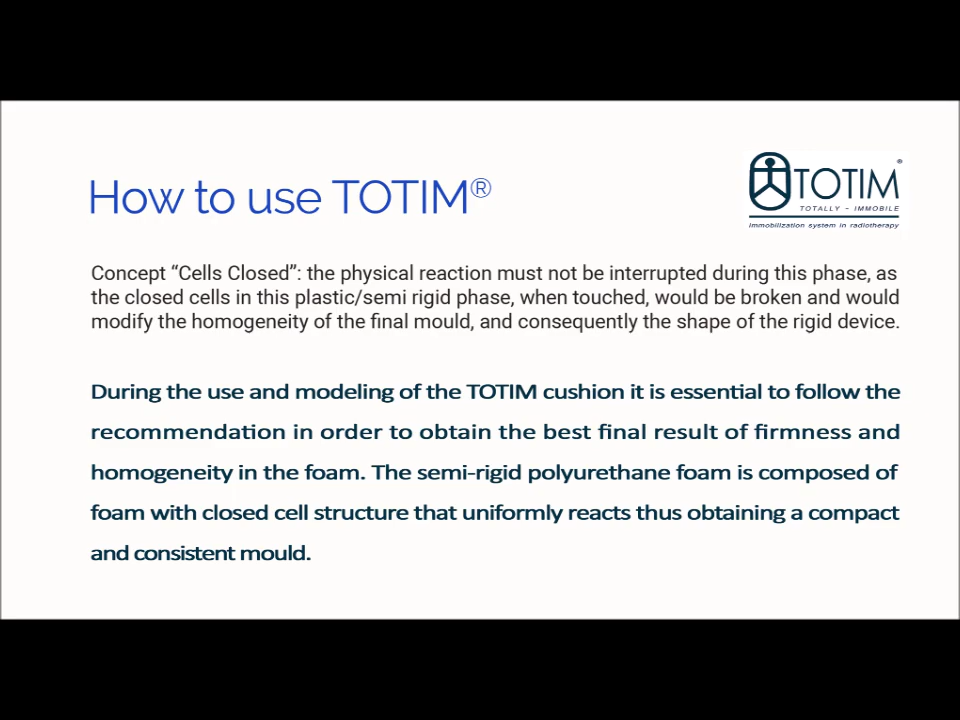 How to use TOTIM®
TOTIM®
TOTALLY - IMMOBILE
immobilization system in radiotherapy
Concept “Cells Closed”: the physical reaction must not be interrupted during this phase, as
the closed cells in this plastic/semi rigid phase, when touched, would be broken and would
modify the homogeneity of the final mould, and consequently the shape of the rigid device.
During the use and modeling of the TOTIM cushion it is essential to follow the
recommendation in order to obtain the best final result of firmness and
homogeneity in the foam. The semi-rigid polyurethane foam is composed of
foam with closed cell structure that uniformly reacts thus obtaining a compact
and consistent mould.